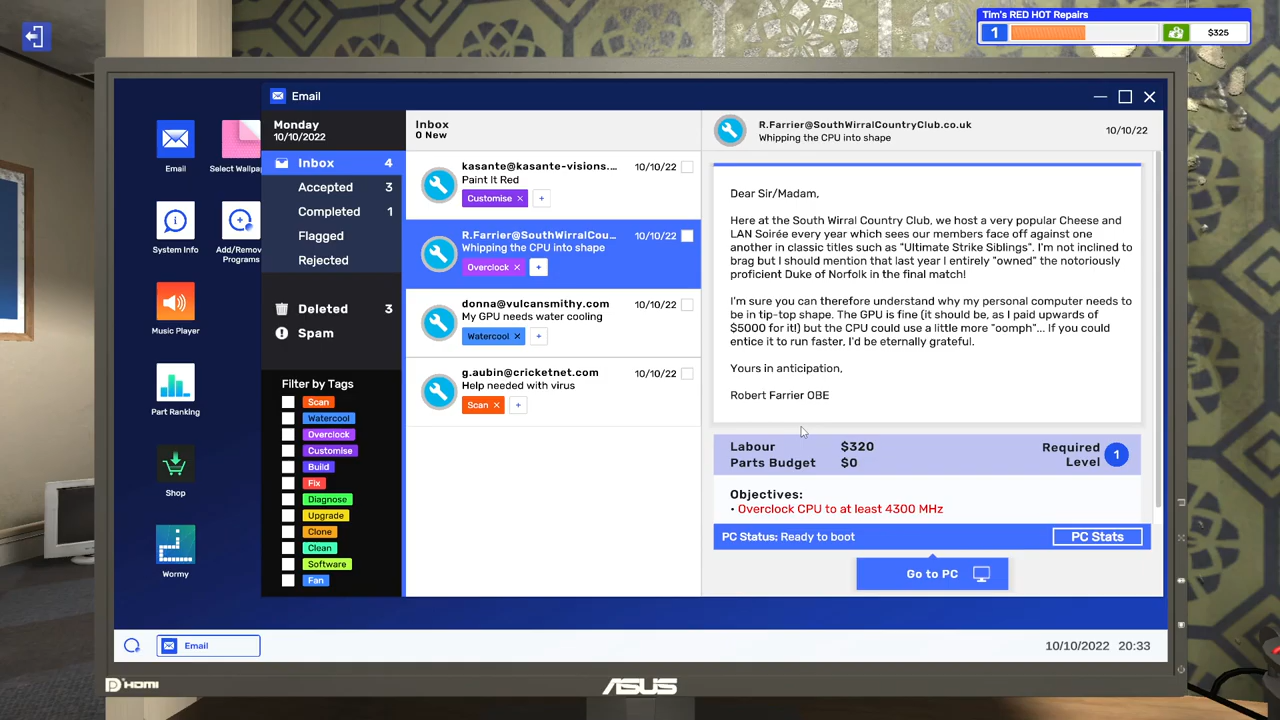 Tim's RED HOT Repairs
1
$325
Email
Monday
10/10/2022
Inbox 4
Accepted 3
Completed 1
Flagged
Rejected
Deleted 3
Spam
Filter by Tags
Scan
Watercool
Overclock
Customise
Build
Fix
Diagnose
Upgrade
Clone
Clean
Software
Fan
Email
Select Wallpa
System Info
Add/Remov
Programs
Music Player
Part Ranking
Shop
Wormy
Inbox
0 New
kasante@kasante-visions.... 10/10/22
Paint It Red
Customise × +
R.Farrier@SouthWirralCou... 10/10/22
Whipping the CPU into shape
Overclock × +
donna@vulcansmithy.com 10/10/22
My GPU needs water cooling
Watercool × +
g.aubin@cricketnet.com 10/10/22
Help needed with virus
Scan × +
R.Farrier@SouthWirralCountryClub.co.uk 10/10/22
Whipping the CPU into shape
Dear Sir/Madam,
Here at the South Wirral Country Club, we host a very popular Cheese and
LAN Soirée every year which sees our members face off against one
another in classic titles such as "Ultimate Strike Siblings". I'm not inclined to
brag but I should mention that last year I entirely "owned" the notoriously
proficient Duke of Norfolk in the final match!
I'm sure you can therefore understand why my personal computer needs to
be in tip-top shape. The GPU is fine (it should be, as I paid upwards of
$5000 for it!) but the CPU could use a little more "oomph"... If you could
entice it to run faster, I'd be eternally grateful.
Yours in anticipation,
Robert Farrier OBE
Labour $320
Parts Budget $0
Required
Level 1
Objectives:
• Overclock CPU to at least 4300 MHz
PC Status: Ready to boot
PC Stats
Go to PC
Email
10/10/2022 20:33
HDMI
ASUS